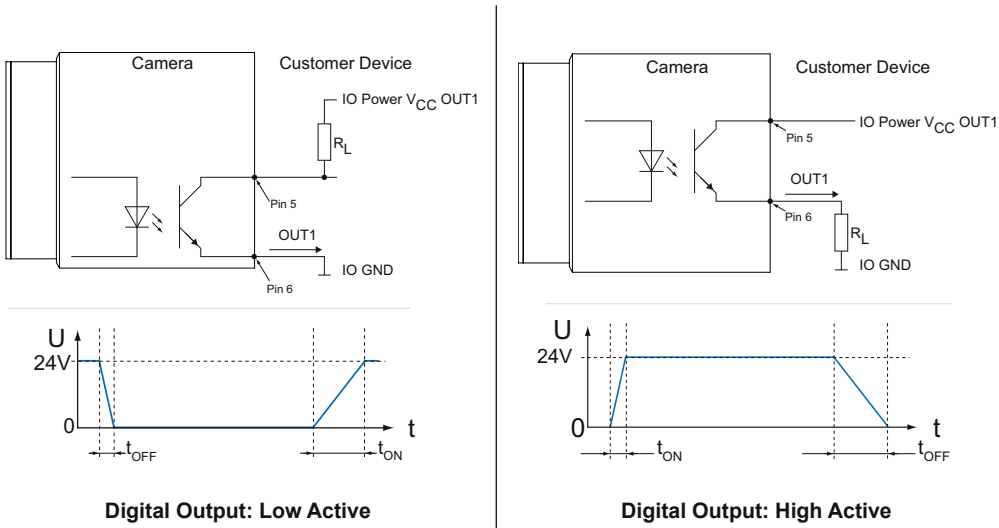 Camera
Customer Device
IO Power VCC OUT1
RL
Pin 5
OUT1
IO GND
Pin 6
U
24V
0
t
tOFF
tON
Digital Output: Low Active
Camera
Customer Device
IO Power VCC OUT1
Pin 5
OUT1
Pin 6
RL
IO GND
U
24V
0
t
tON
tOFF
Digital Output: High Active